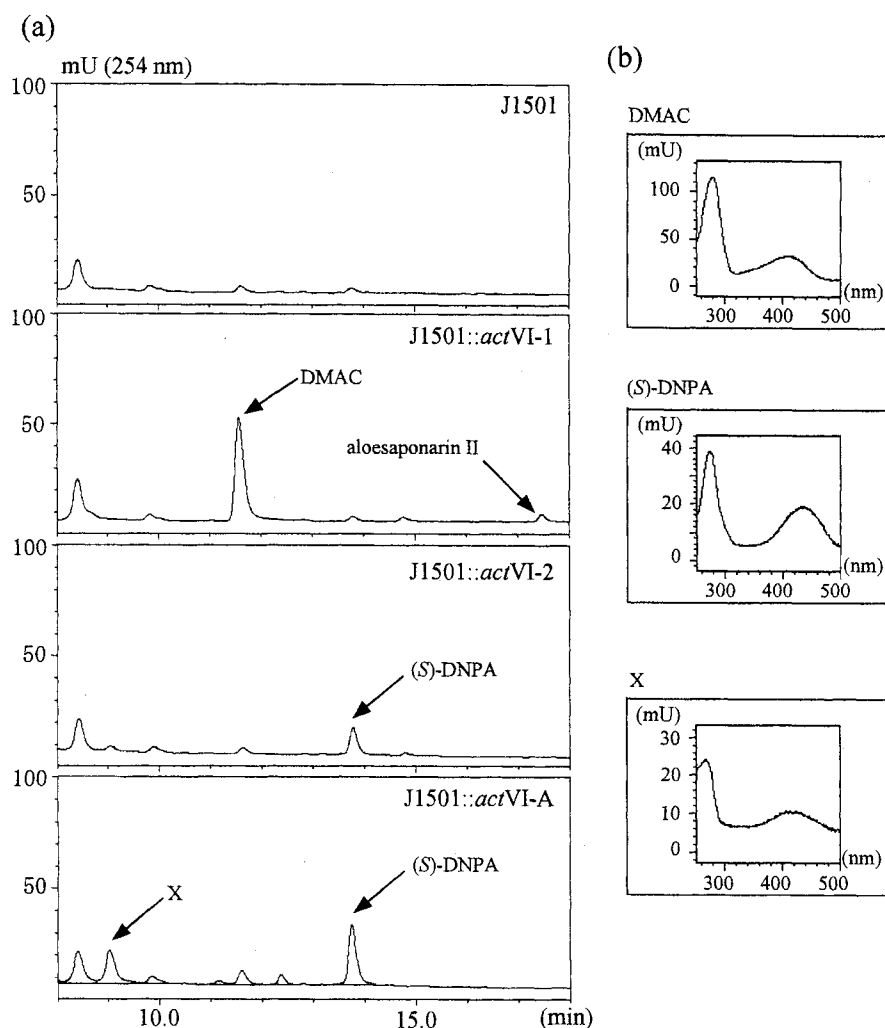 (a)
mU (254 nm)
100
50
J1501
100
50
J1501::actVI-1
DMAC
aloesaponarin II
100
50
J1501::actVI-2
(S)-DNPA
100
50
J1501::actVI-A
X
(S)-DNPA
10.0
15.0
(min)
(b)
DMAC
(mU)
100
50
0
300
400
500
(nm)
(S)-DNPA
(mU)
40
20
0
300
400
500
(nm)
X
(mU)
30
20
10
0
300
400
500
(nm)